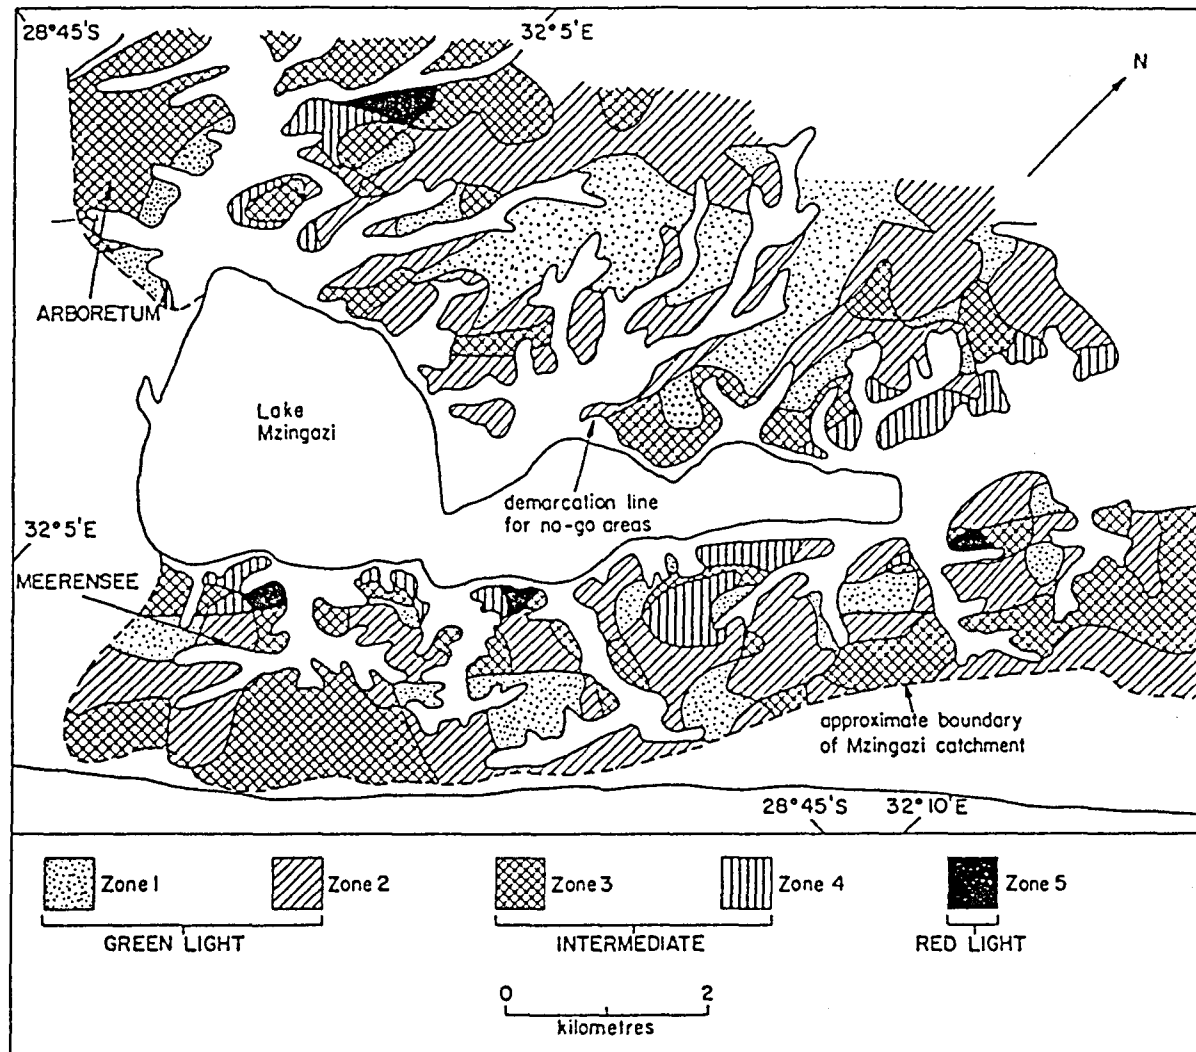 28°45'S
32°5'E
N
ARBORETUM
Lake
Mzingazi
demarcation line
for no-go areas
32°5'E
MEERENSEE
approximate boundary
of Mzingazi catchment
28°45'S
32°10'E
Zone 1
Zone 2
Zone 3
Zone 4
Zone 5
GREEN LIGHT
INTERMEDIATE
RED LIGHT
0
2
kilometres